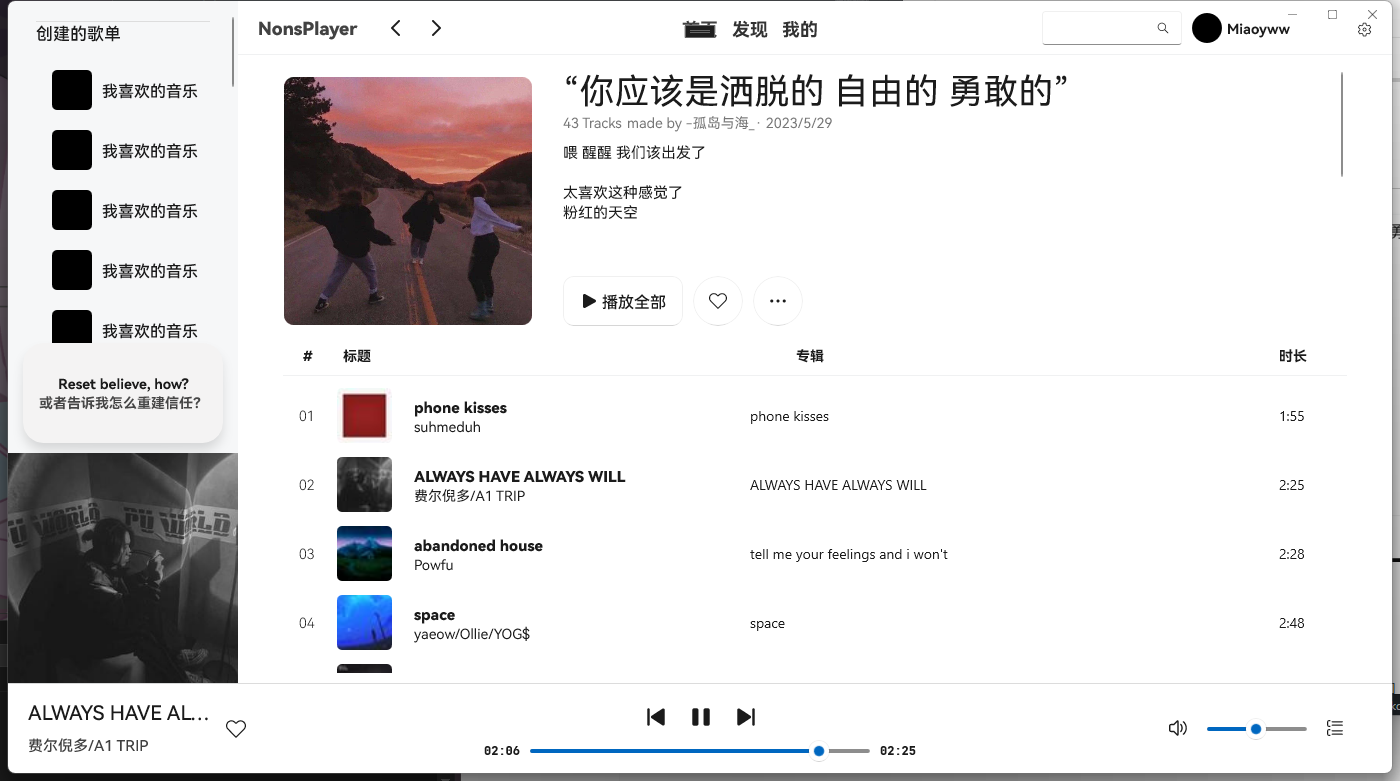 创建的歌单
我喜欢的音乐
我喜欢的音乐
我喜欢的音乐
我喜欢的音乐
我喜欢的音乐
Reset believe, how?
或者告诉我怎么重建信任?
NonsPlayer
首页 发现 我的
Miaoyww
“你应该是洒脱的 自由的 勇敢的”
43 Tracks made by -孤岛与海_· 2023/5/29
喂 醒醒 我们该出发了
太喜欢这种感觉了
粉红的天空
播放全部
# 标题 专辑 时长
01 phone kisses phone kisses 1:55
suhmeduh
02 ALWAYS HAVE ALWAYS WILL ALWAYS HAVE ALWAYS WILL 2:25
费尔倪多/A1 TRIP
03 abandoned house tell me your feelings and i won't 2:28
Powfu
04 space space 2:48
yaeow/Ollie/YOG$
ALWAYS HAVE AL...
费尔倪多/A1 TRIP
02:06 02:25